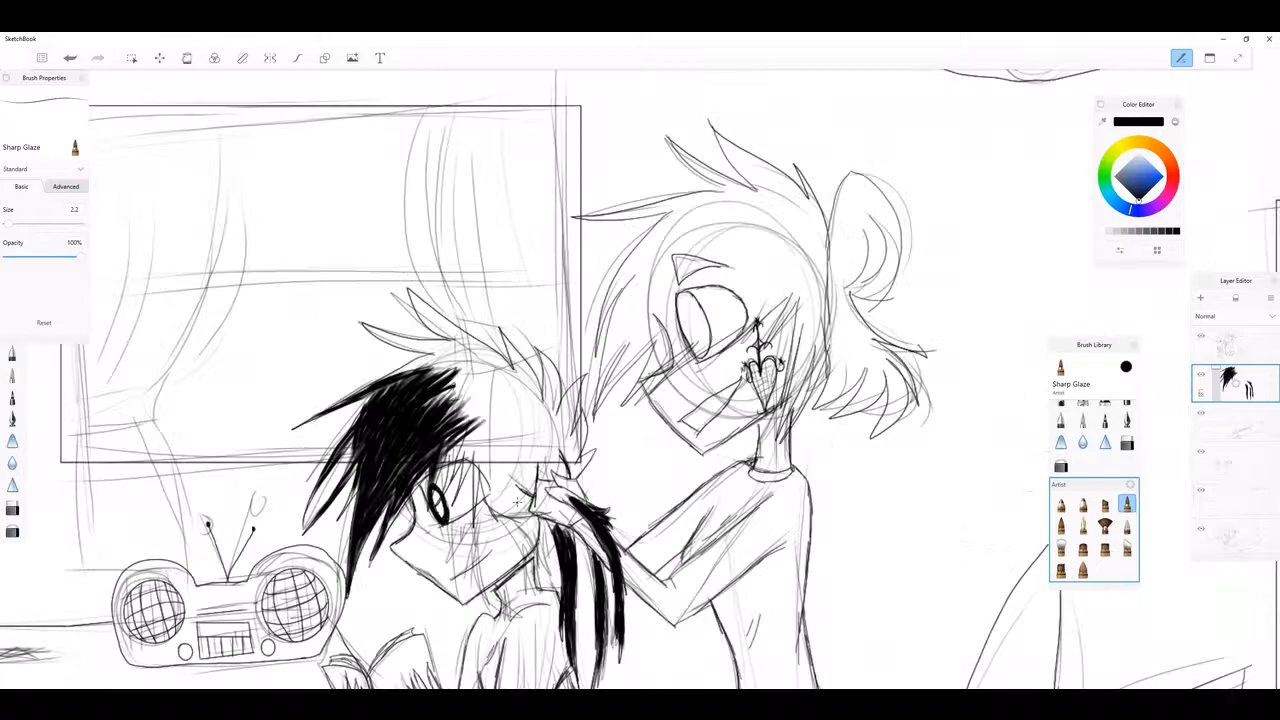 SketchBook
Brush Properties
Color Editor
Sharp Glaze
Standard
Basic
Advanced
Size
2.2
Opacity
100%
Reset
Layer Editor
Normal
Brush Library
Sharp Glaze
Artist
Artist